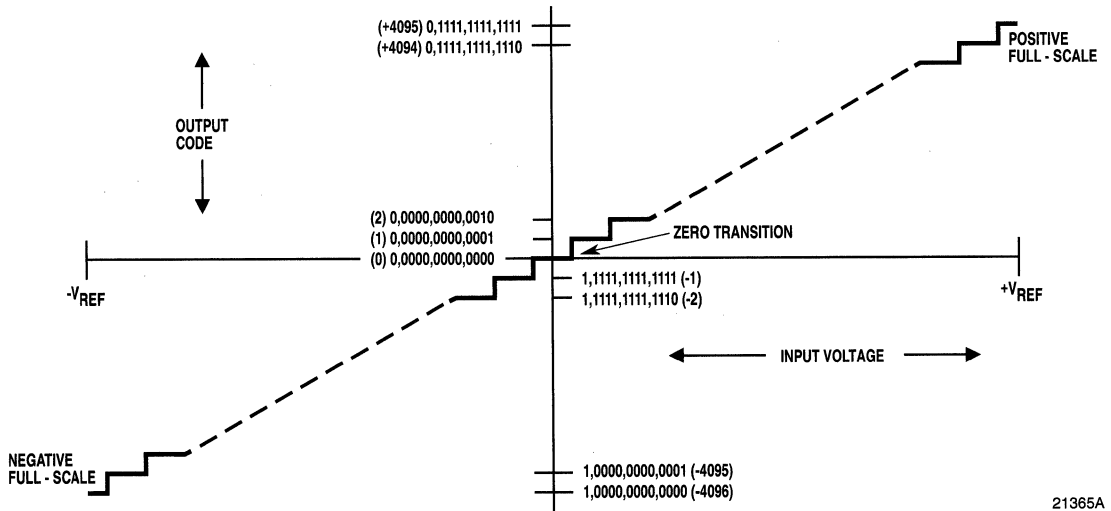 (+4095) 0,1111,1111,1111
(+4094) 0,1111,1111,1110
POSITIVE
FULL - SCALE
OUTPUT
CODE
(2) 0,0000,0000,0010
(1) 0,0000,0000,0001
(0) 0,0000,0000,0000
ZERO TRANSITION
-VREF
+VREF
1,1111,1111,1111 (-1)
1,1111,1111,1110 (-2)
INPUT VOLTAGE
NEGATIVE
FULL - SCALE
1,0000,0000,0001 (-4095)
1,0000,0000,0000 (-4096)
21365A